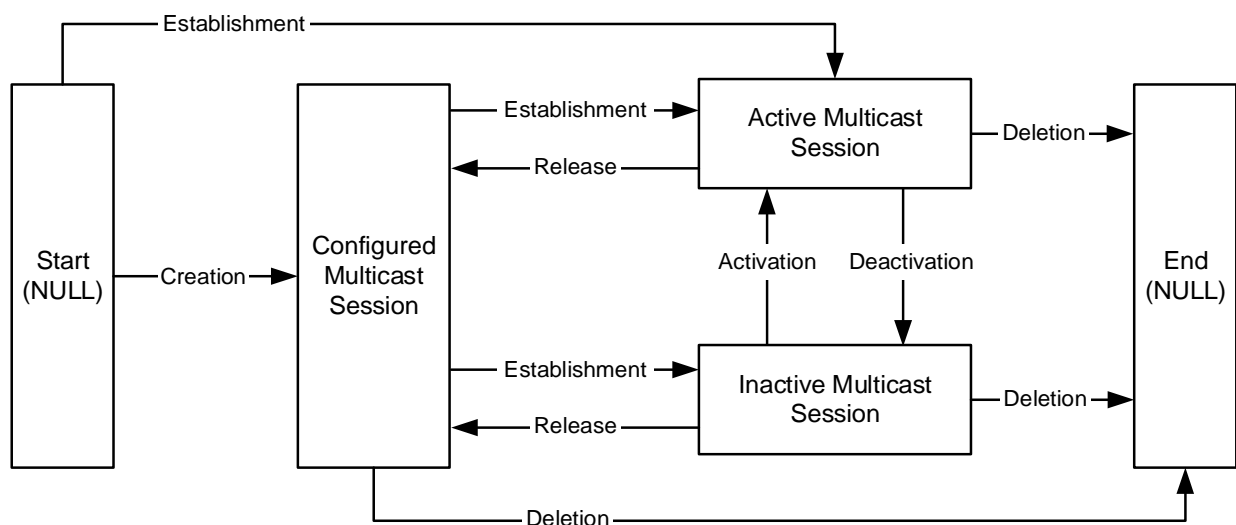 Establishment
Establishment
Active Multicast
Session
Deletion
Release
Start
(NULL)
Creation
Configured
Multicast
Session
Activation
Deactivation
End
(NULL)
Establishment
Inactive Multicast
Session
Deletion
Release
Deletion